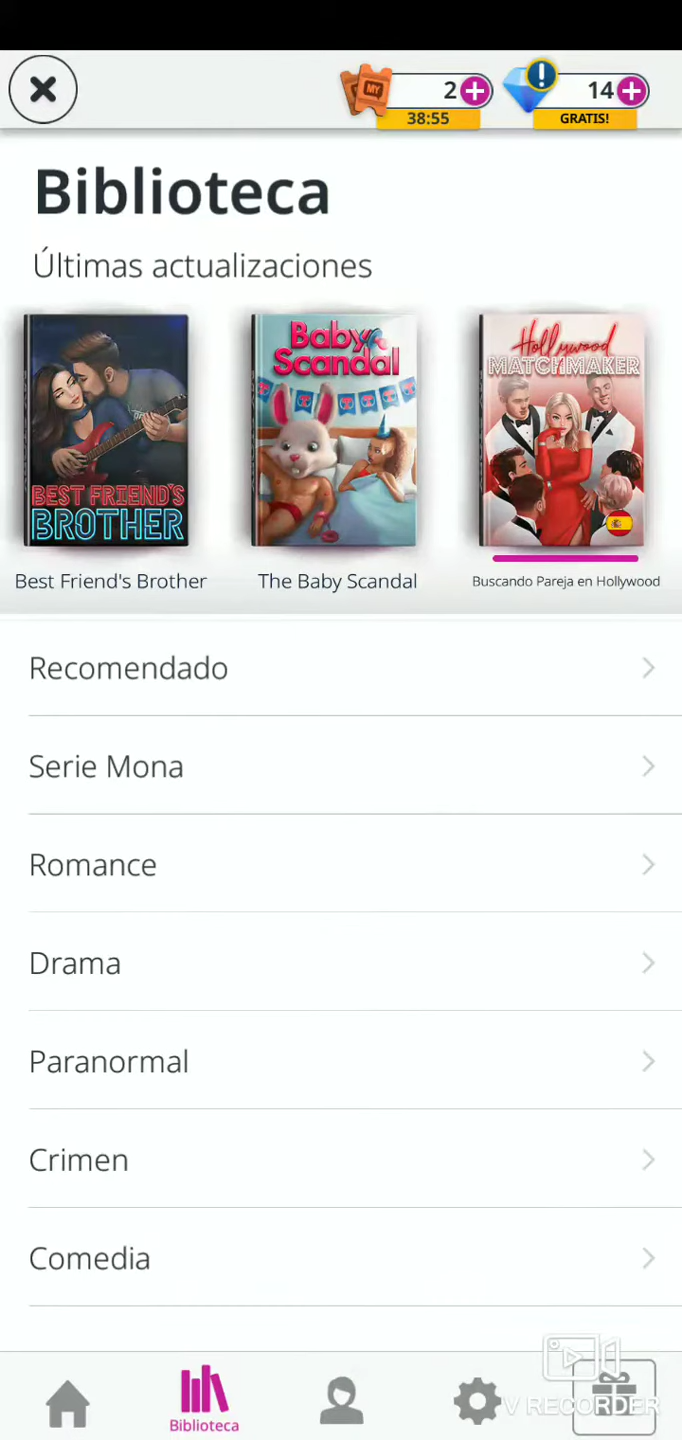 2
14
MY
38:55
GRATIS!
Biblioteca
Últimas actualizaciones
BEST FRIEND'S
BROTHER
Baby
Scandal
Hollywood
MATCHMAKER
Best Friend's Brother
The Baby Scandal
Buscando Pareja en Hollywood
Recomendado
Serie Mona
Romance
Drama
Paranormal
Crimen
Comedia
Biblioteca
V RECORDER